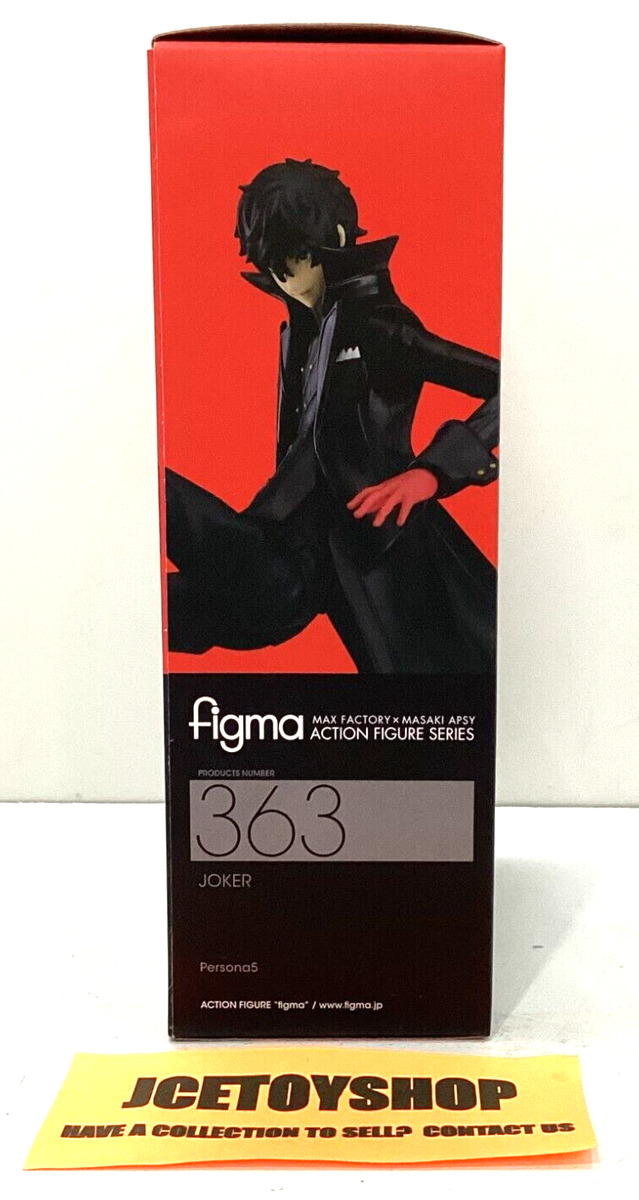 figma MAX FACTORY × MASAKI APSY
ACTION FIGURE SERIES
PRODUCTS NUMBER
363
JOKER
Persona5
ACTION FIGURE "figma" / www.figma.jp
JCETOYSHOP
HAVE A COLLECTION TO SELL? CONTACT US